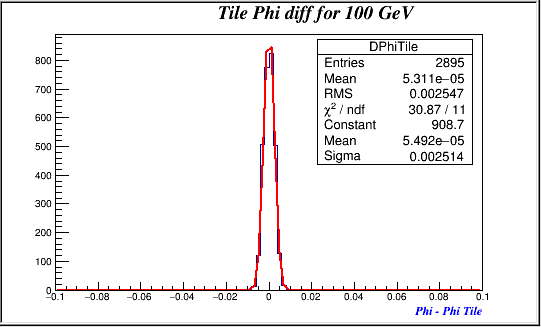 Tile Phi diff for 100 GeV
DPhiTile
Entries 2895
Mean 5.311e−05
RMS 0.002547
χ² / ndf 30.87 / 11
Constant 908.7
Mean 5.492e−05
Sigma 0.002514
800
700
600
500
400
300
200
100
0
−0.1 −0.08 −0.06 −0.04 −0.02 0 0.02 0.04 0.06 0.08 0.1
Phi - Phi Tile